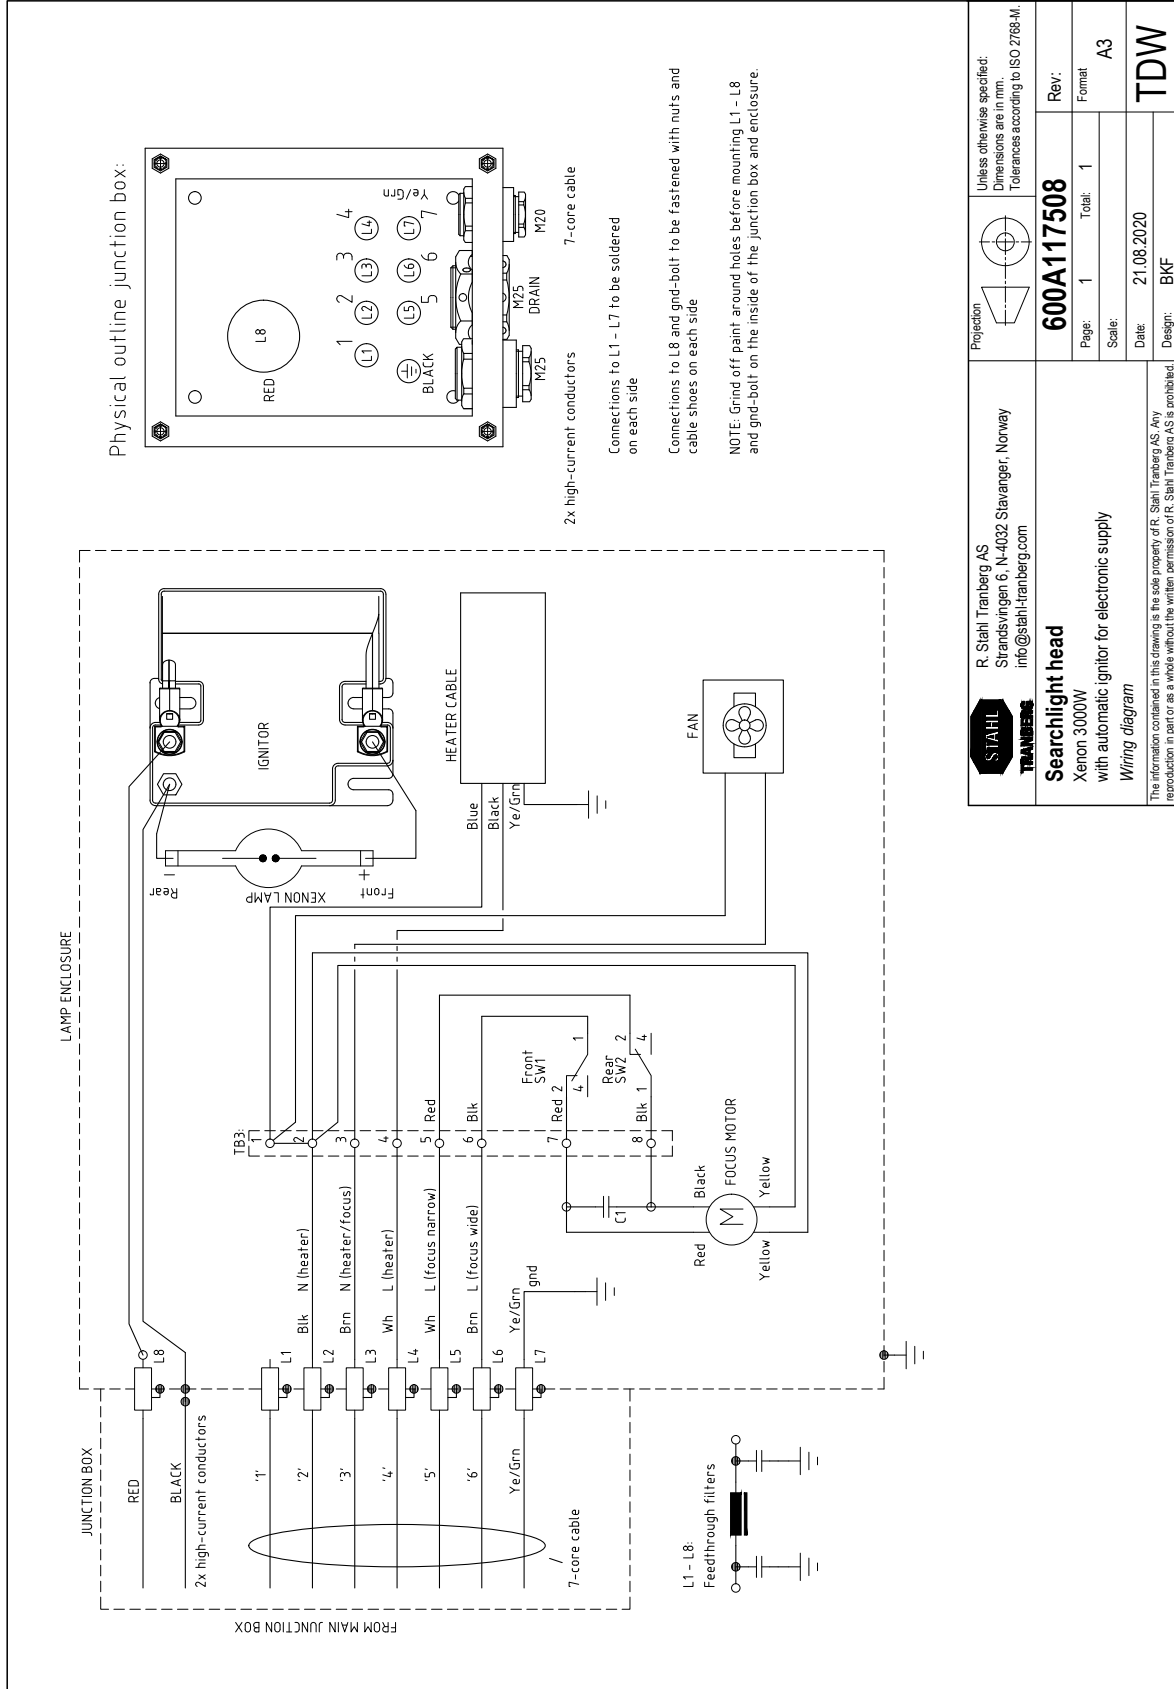 LAMP ENCLOSURE
JUNCTION BOX
FROM MAIN JUNCTION BOX
RED
BLACK
2x high-current conductors
'1'
'2'
'3'
'4'
'5'
'6'
Ye/Grn
7-core cable
L8
L1
L2
L3
L4
L5
L6
L7
Blk N (heater)
Brn N (heater/focus)
Wh L (heater)
Wh L (focus narrow)
Brn L (focus wide)
Ye/Grn
gnd
TB3:
1
2
3
4
5
6
7
8
Red
Blk
Red
Blk
Front
SW1
2
4
1
Rear
SW2
2
4
1
C1
M
FOCUS MOTOR
Red
Black
Yellow
Yellow
Rear
−
XENON LAMP
+
Front
IGNITOR
HEATER CABLE
Blue
Black
Ye/Grn
FAN
L1 - L8:
Feedthrough filters
Physical outline junction box:
L8
RED
1
2
3
4
L1
L2
L3
L4
Ye/Grn
L5
L6
L7
5
6
7
BLACK
M25
M25
DRAIN
M20
2x high-current conductors
7-core cable
Connections to L1 - L7 to be soldered
on each side
Connections to L8 and gnd-bolt to be fastened with nuts and
cable shoes on each side
NOTE: Grind off paint around holes before mounting L1 - L8
and gnd-bolt on the inside of the junction box and enclosure.
STAHL
TRANBERG
R. Stahl Tranberg AS
Strandsvingen 6, N-4032 Stavanger, Norway
info@stahl-tranberg.com
Projection
Unless otherwise specified:
Dimensions are in mm.
Tolerances according to ISO 2768-M.
Searchlight head
Xenon 3000W
with automatic ignitor for electronic supply
Wiring diagram
600A117508
Rev:
Page: 1
Total: 1
Format
A3
Scale:
Date: 21.08.2020
Design: BKF
TDW
The information contained in this drawing is the sole property of R. Stahl Tranberg AS. Any
reproduction in part or as a whole without the written permission of R. Stahl Tranberg AS is prohibited.